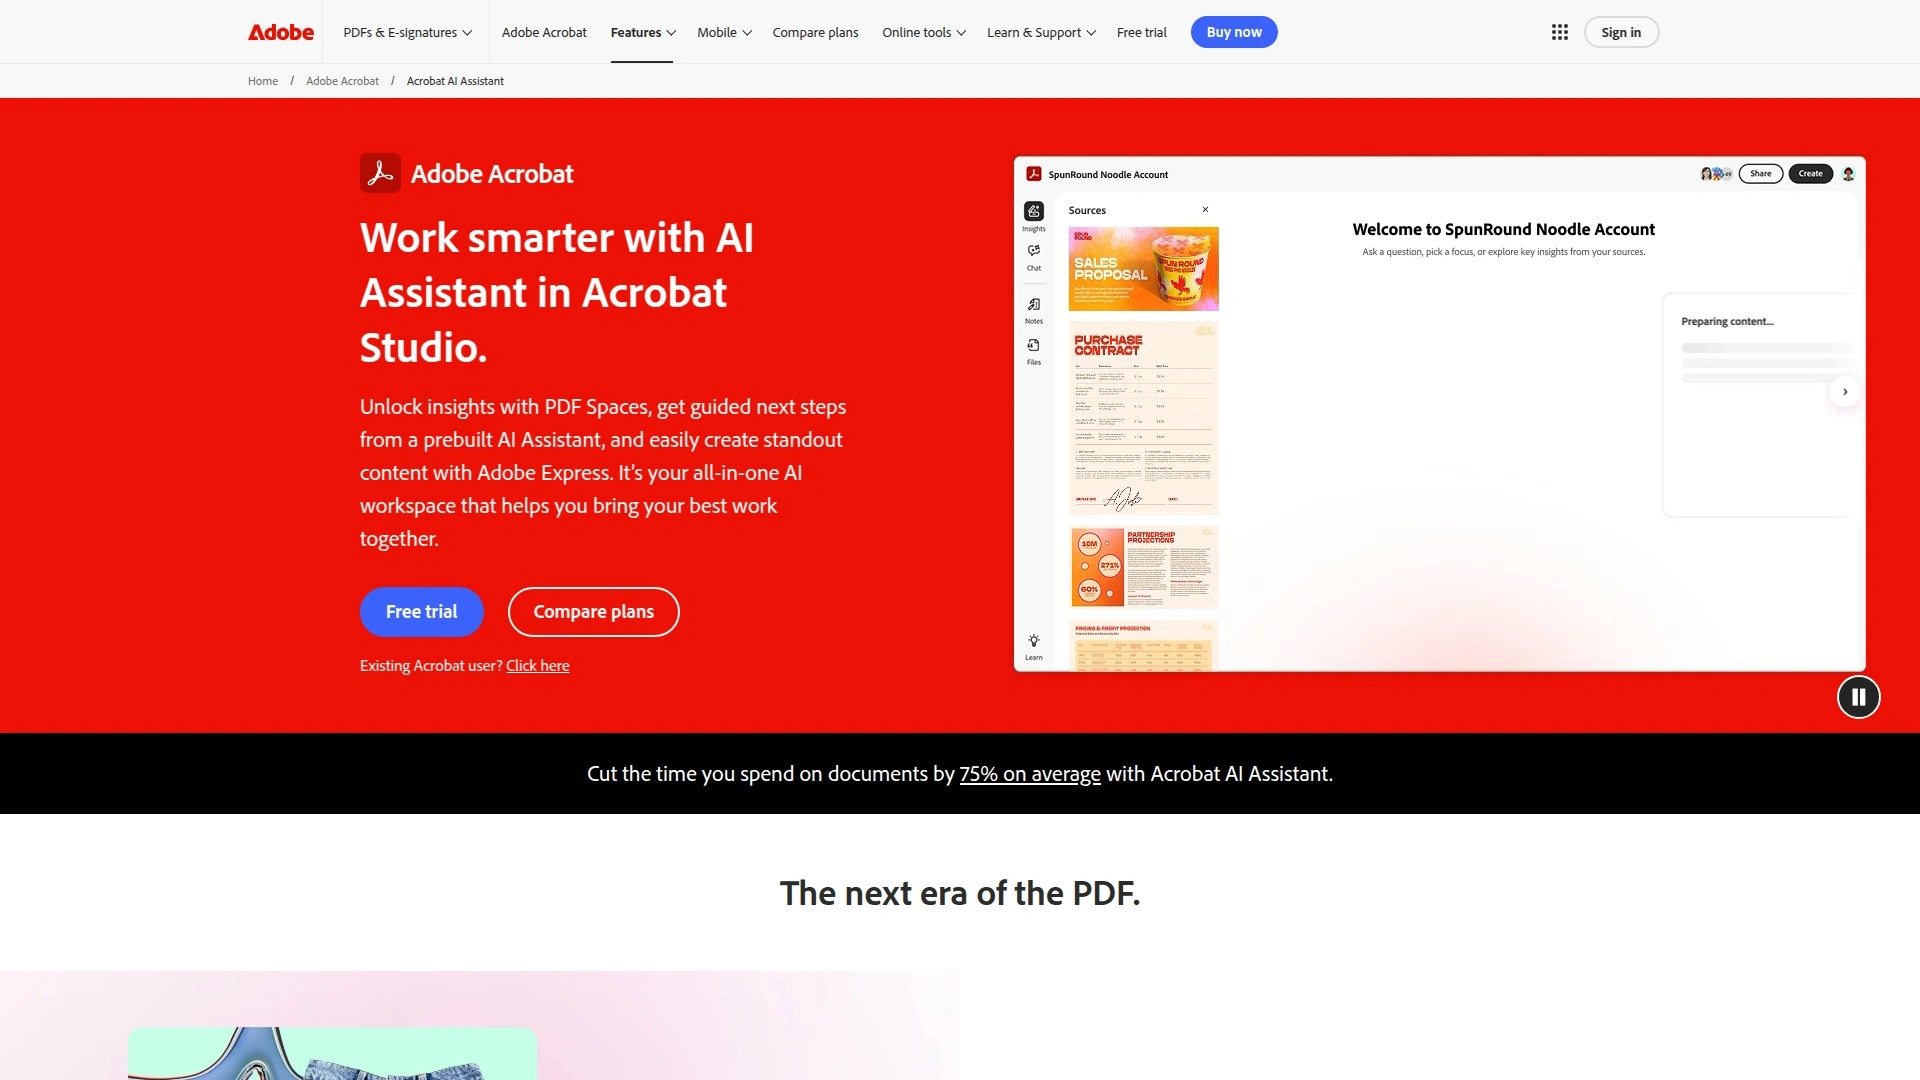 Adobe
PDFs & E-signatures
Adobe Acrobat
Features
Mobile
Compare plans
Online tools
Learn & Support
Free trial
Buy now
Sign in
Home / Adobe Acrobat / Acrobat AI Assistant
Adobe Acrobat
Work smarter with AI
Assistant in Acrobat
Studio.
Unlock insights with PDF Spaces, get guided next steps
from a prebuilt AI Assistant, and easily create standout
content with Adobe Express. It’s your all-in-one AI
workspace that helps you bring your best work
together.
Free trial
Compare plans
Existing Acrobat user? Click here
SpunRound Noodle Account
Share
Create
Insights
Chat
Notes
Files
Learn
Sources
SPUN
ROUND
SALES
PROPOSAL
SPUN ROUND
PURCHASE
CONTRACT
SIGNATURE
DATE
PARTNERSHIP
PROJECTIONS
10M
271%
60%
PRICING & PROFIT PROJECTION
Welcome to SpunRound Noodle Account
Ask a question, pick a focus, or explore key insights from your sources.
Preparing content...
Cut the time you spend on documents by 75% on average with Acrobat AI Assistant.
The next era of the PDF.